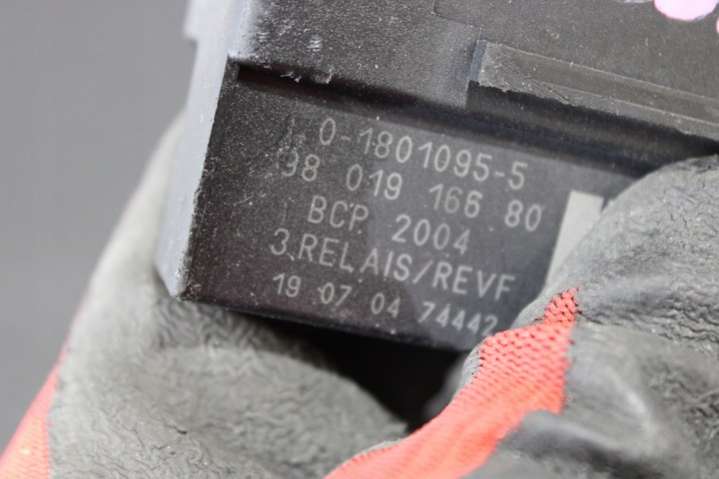 0-1801095-5
98 019 166 80
BCP 2004
3.RELAIS/REVF
19 07 04 74442